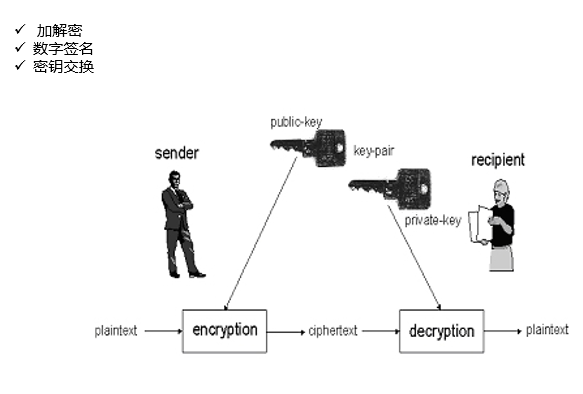 ✓ 加解密
✓ 数字签名
✓ 密钥交换
public-key
key-pair
sender
recipient
private-key
plaintext
encryption
ciphertext
decryption
plaintext